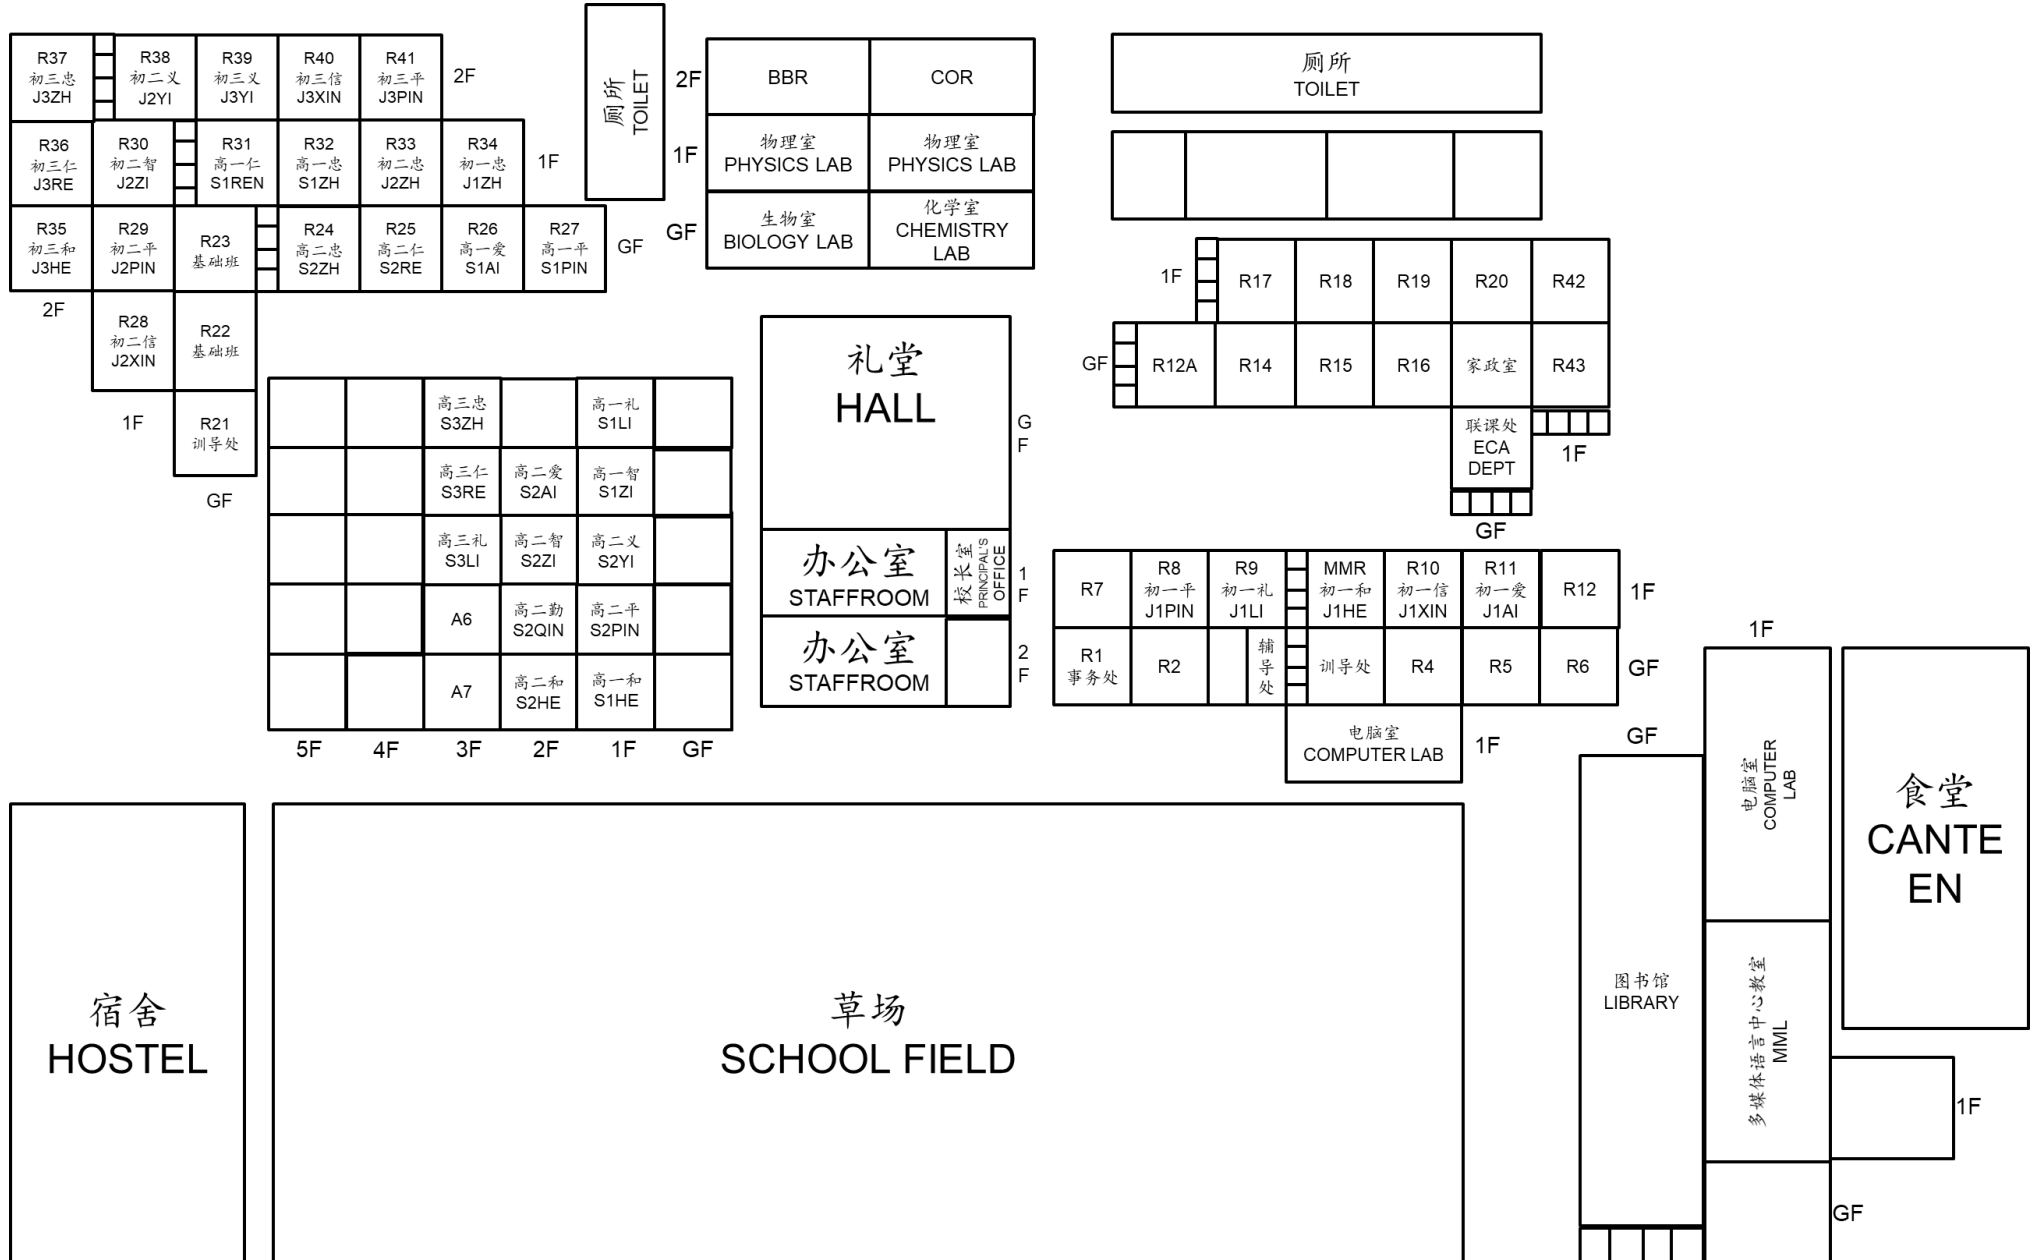 R37
初三忠
J3ZH
R38
初二义
J2YI
R39
初三义
J3YI
R40
初三信
J3XIN
R41
初三平
J3PIN
2F
R36
初三仁
J3RE
R30
初二智
J2ZI
R31
高一仁
S1REN
R32
高一忠
S1ZH
R33
初二忠
J2ZH
R34
初一忠
J1ZH
1F
R35
初三和
J3HE
R29
初二平
J2PIN
R23
基础班
R24
高二忠
S2ZH
R25
高二仁
S2RE
R26
高一爱
S1AI
R27
高一平
S1PIN
GF
2F
R28
初二信
J2XIN
R22
基础班
1F
R21
训导处
GF
厕所
TOILET
2F
BBR
COR
1F
物理室
PHYSICS LAB
物理室
PHYSICS LAB
GF
生物室
BIOLOGY LAB
化学室
CHEMISTRY
LAB
厕所
TOILET
1F
R17
R18
R19
R20
R42
GF
R12A
R14
R15
R16
家政室
R43
联课处
ECA
DEPT
1F
GF
高三忠
S3ZH
高一礼
S1LI
高三仁
S3RE
高二爱
S2AI
高一智
S1ZI
高三礼
S3LI
高二智
S2ZI
高二义
S2YI
A6
高二勤
S2QIN
高二平
S2PIN
A7
高二和
S2HE
高一和
S1HE
5F
4F
3F
2F
1F
GF
礼堂
HALL
G
F
办公室
STAFFROOM
校长室
PRINCIPAL'S
OFFICE
1
F
办公室
STAFFROOM
2
F
R7
R8
初一平
J1PIN
R9
初一礼
J1LI
MMR
初一和
J1HE
R10
初一信
J1XIN
R11
初一爱
J1AI
R12
1F
R1
事务处
R2
辅
导
处
训导处
R4
R5
R6
GF
电脑室
COMPUTER LAB
1F
宿舍
HOSTEL
草场
SCHOOL FIELD
GF
图书馆
LIBRARY
1F
电脑室
COMPUTER
LAB
多媒体语言中心教室
MML
食堂
CANTE
EN
1F
GF